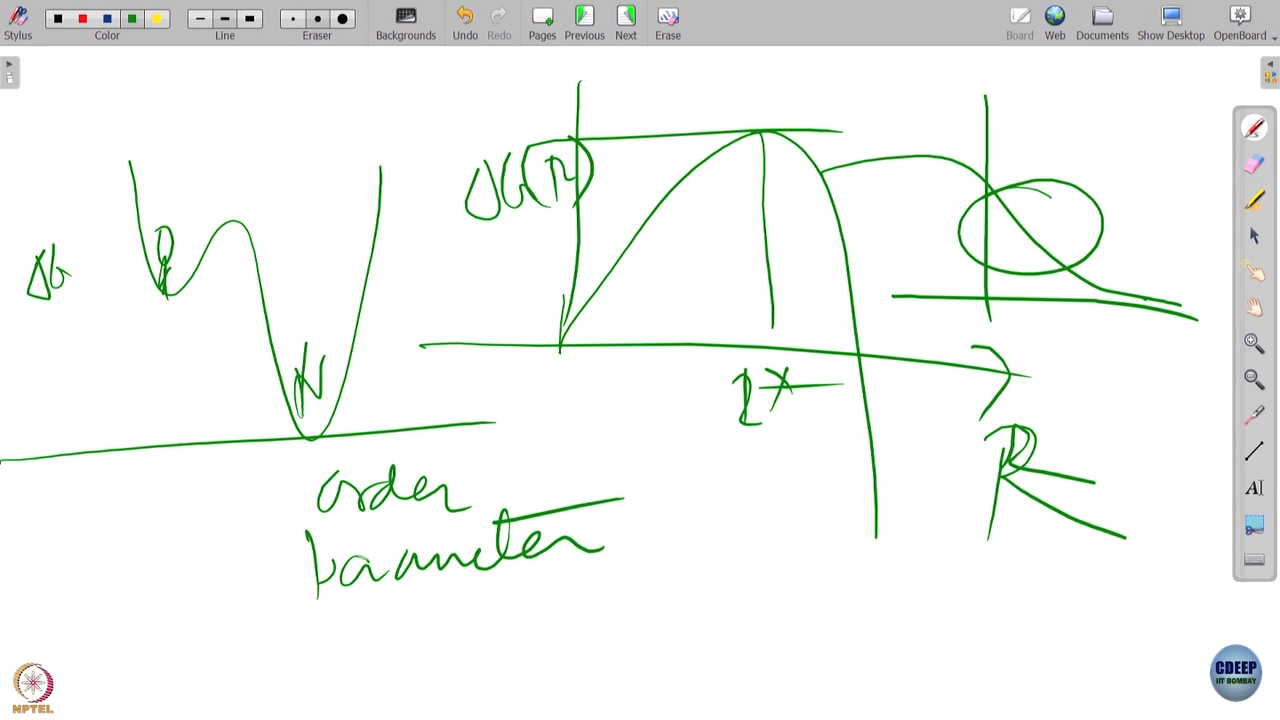 Stylus
Color
Line
Eraser
Backgrounds
Undo
Redo
Pages
Previous
Next
Erase
Board
Web
Documents
Show Desktop
OpenBoard
ΔG
ΔG(R)
R
order
parameter
NPTEL
CDEEP
IIT BOMBAY